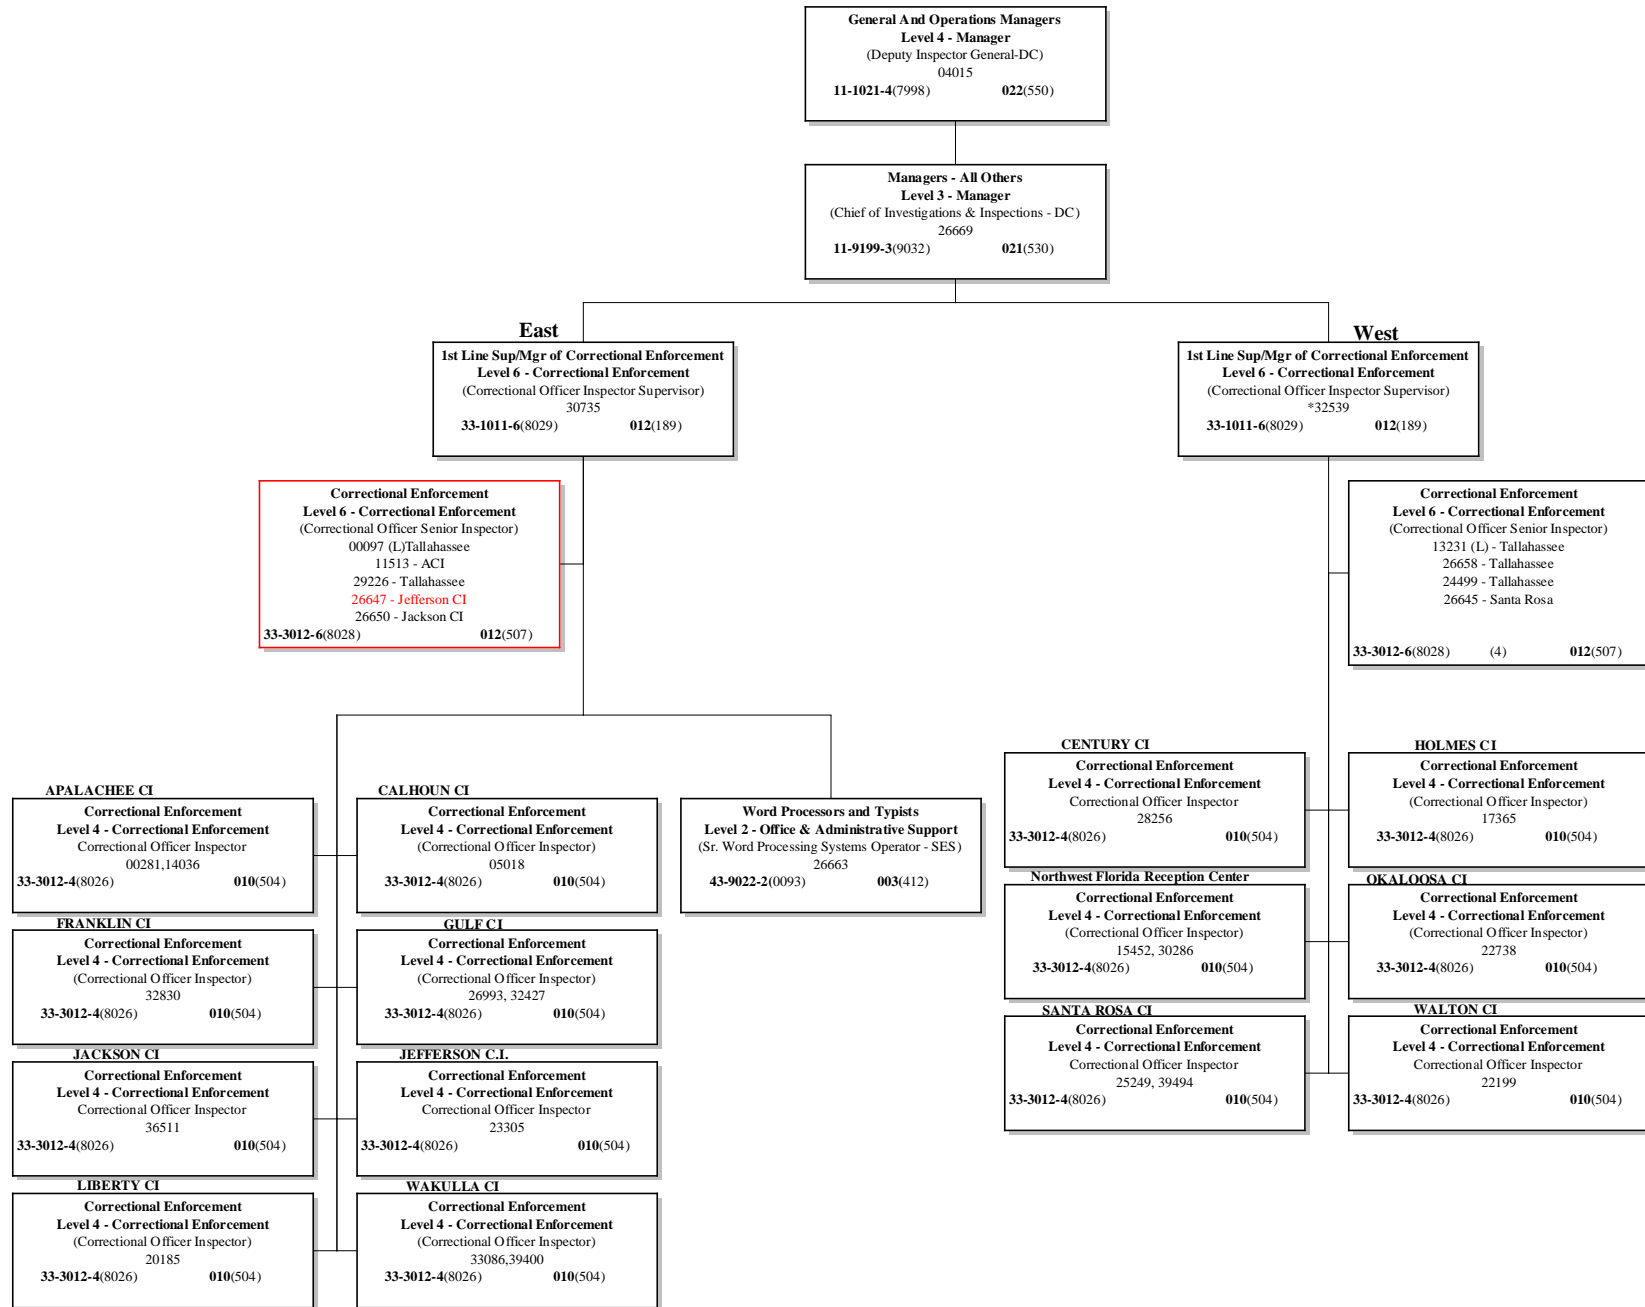 General And Operations Managers
Level 4 - Manager
(Deputy Inspector General-DC)
04015
11-1021-4(7998) 022(550)
Managers - All Others
Level 3 - Manager
(Chief of Investigations & Inspections - DC)
26669
11-9199-3(9032) 021(530)
East
1st Line Sup/Mgr of Correctional Enforcement
Level 6 - Correctional Enforcement
(Correctional Officer Inspector Supervisor)
30735
33-1011-6(8029) 012(189)
West
1st Line Sup/Mgr of Correctional Enforcement
Level 6 - Correctional Enforcement
(Correctional Officer Inspector Supervisor)
*32539
33-1011-6(8029) 012(189)
Correctional Enforcement
Level 6 - Correctional Enforcement
(Correctional Officer Senior Inspector)
00097 (L)Tallahassee
11513 - ACI
29226 - Tallahassee
26647 - Jefferson CI
26650 - Jackson CI
33-3012-6(8028) 012(507)
Correctional Enforcement
Level 6 - Correctional Enforcement
(Correctional Officer Senior Inspector)
13231 (L) - Tallahassee
26658 - Tallahassee
24499 - Tallahassee
26645 - Santa Rosa
33-3012-6(8028) (4) 012(507)
APALACHEE CI
Correctional Enforcement
Level 4 - Correctional Enforcement
Correctional Officer Inspector
00281,14036
33-3012-4(8026) 010(504)
CALHOUN CI
Correctional Enforcement
Level 4 - Correctional Enforcement
(Correctional Officer Inspector)
05018
33-3012-4(8026) 010(504)
Word Processors and Typists
Level 2 - Office & Administrative Support
(Sr. Word Processing Systems Operator - SES)
26663
43-9022-2(0093) 003(412)
FRANKLIN CI
Correctional Enforcement
Level 4 - Correctional Enforcement
(Correctional Officer Inspector)
32830
33-3012-4(8026) 010(504)
GULF CI
Correctional Enforcement
Level 4 - Correctional Enforcement
(Correctional Officer Inspector)
26993, 32427
33-3012-4(8026) 010(504)
JACKSON CI
Correctional Enforcement
Level 4 - Correctional Enforcement
Correctional Officer Inspector
36511
33-3012-4(8026) 010(504)
JEFFERSON C.I.
Correctional Enforcement
Level 4 - Correctional Enforcement
Correctional Officer Inspector
23305
33-3012-4(8026) 010(504)
LIBERTY CI
Correctional Enforcement
Level 4 - Correctional Enforcement
(Correctional Officer Inspector)
20185
33-3012-4(8026) 010(504)
WAKULLA CI
Correctional Enforcement
Level 4 - Correctional Enforcement
(Correctional Officer Inspector)
33086,39400
33-3012-4(8026) 010(504)
CENTURY CI
Correctional Enforcement
Level 4 - Correctional Enforcement
Correctional Officer Inspector
28256
33-3012-4(8026) 010(504)
HOLMES CI
Correctional Enforcement
Level 4 - Correctional Enforcement
(Correctional Officer Inspector)
17365
33-3012-4(8026) 010(504)
Northwest Florida Reception Center
Correctional Enforcement
Level 4 - Correctional Enforcement
(Correctional Officer Inspector)
15452, 30286
33-3012-4(8026) 010(504)
OKALOOSA CI
Correctional Enforcement
Level 4 - Correctional Enforcement
(Correctional Officer Inspector)
22738
33-3012-4(8026) 010(504)
SANTA ROSA CI
Correctional Enforcement
Level 4 - Correctional Enforcement
Correctional Officer Inspector
25249, 39494
33-3012-4(8026) 010(504)
WALTON CI
Correctional Enforcement
Level 4 - Correctional Enforcement
Correctional Officer Inspector
22199
33-3012-4(8026) 010(504)